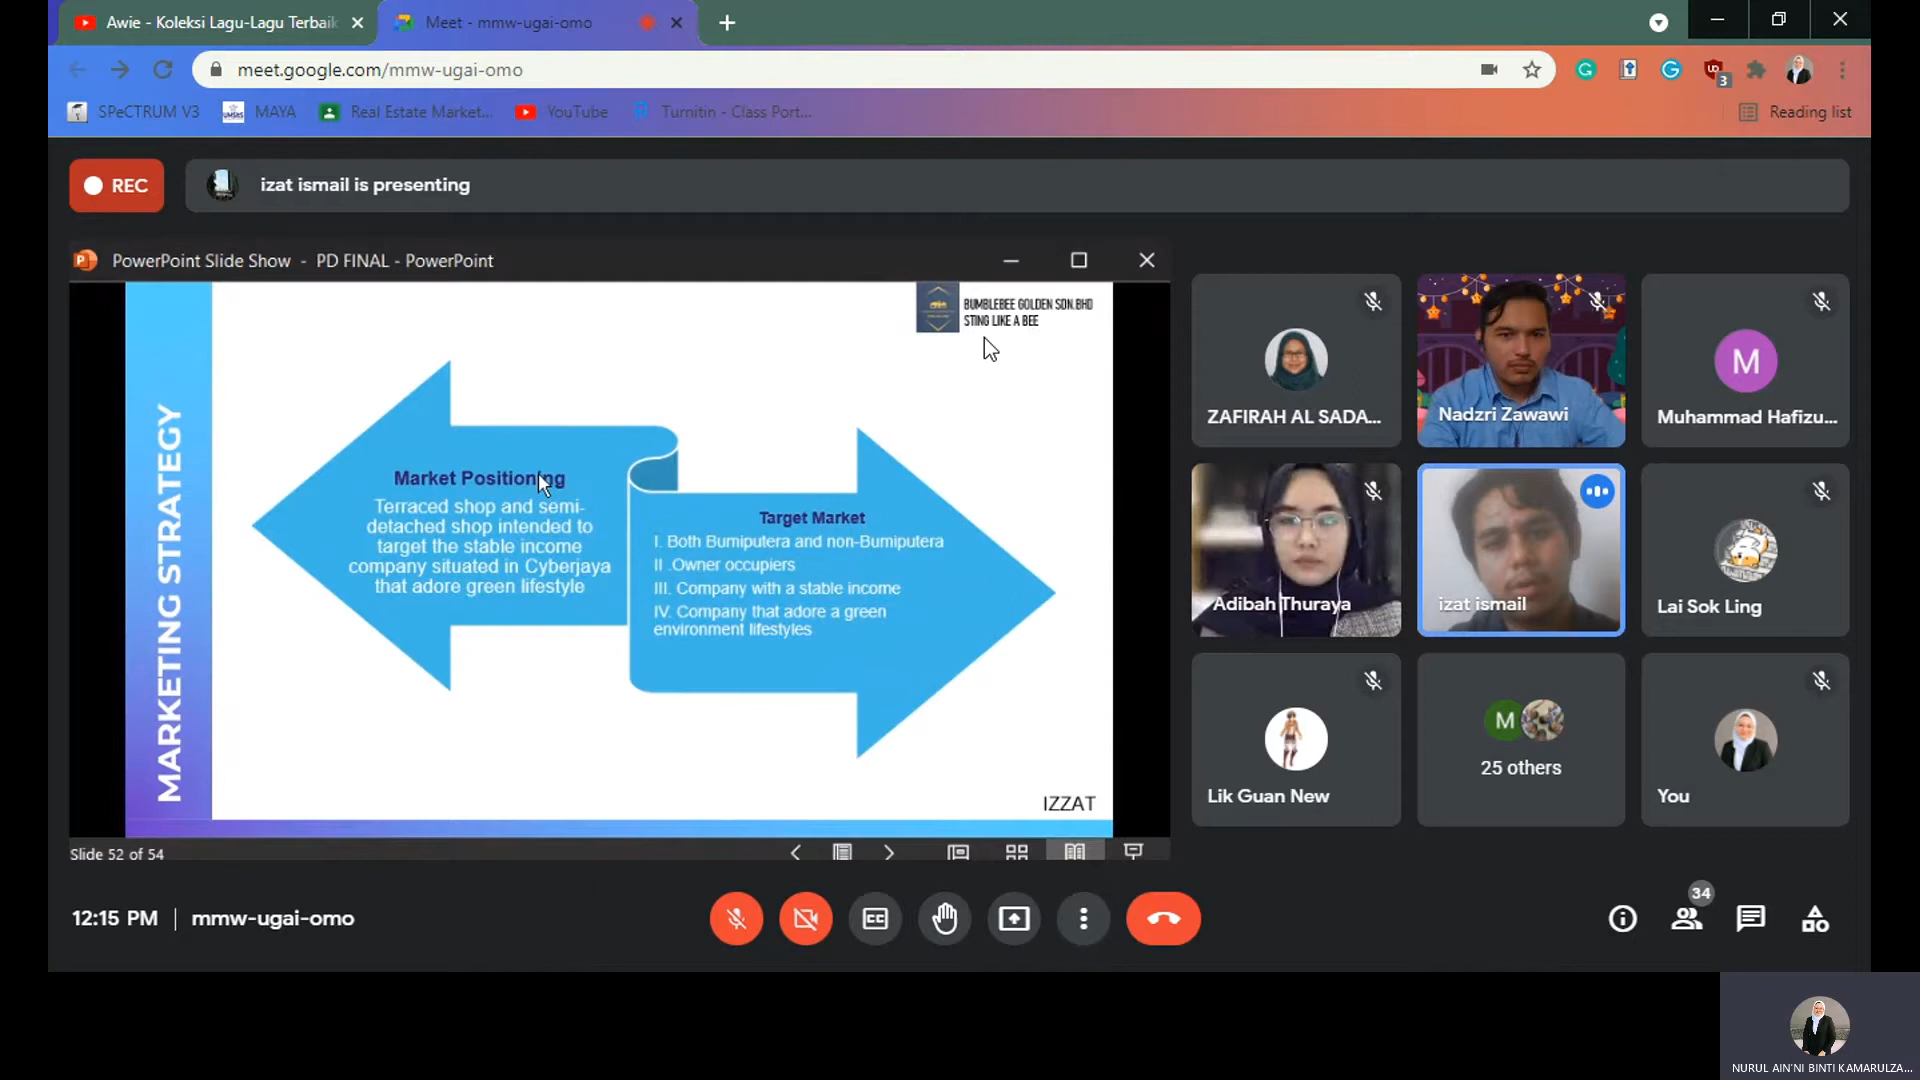 Awie - Koleksi Lagu-Lagu Terbaik
Meet - mmw-ugai-omo
meet.google.com/mmw-ugai-omo
3
SPeCTRUM V3
MAYA
Real Estate Market...
YouTube
Turnitin - Class Port...
Reading list
REC
izat ismail is presenting
PowerPoint Slide Show - PD FINAL - PowerPoint
BUMBLEBEE GOLDEN SDN.BHD
STING LIKE A BEE
MARKETING STRATEGY
Market Positioning
Terraced shop and semi-
detached shop intended to
target the stable income
company situated in Cyberjaya
that adore green lifestyle
Target Market
I. Both Bumiputera and non-Bumiputera
II .Owner occupiers
III. Company with a stable income
IV. Company that adore a green
environment lifestyles
IZZAT
Slide 52 of 54
ZAFIRAH AL SADA...
Nadzri Zawawi
M
Muhammad Hafizu...
Adibah Thuraya
izat ismail
Lai Sok Ling
Lik Guan New
M
25 others
You
12:15 PM | mmw-ugai-omo
CC
34
NURUL AIN'NI BINTI KAMARULZA...